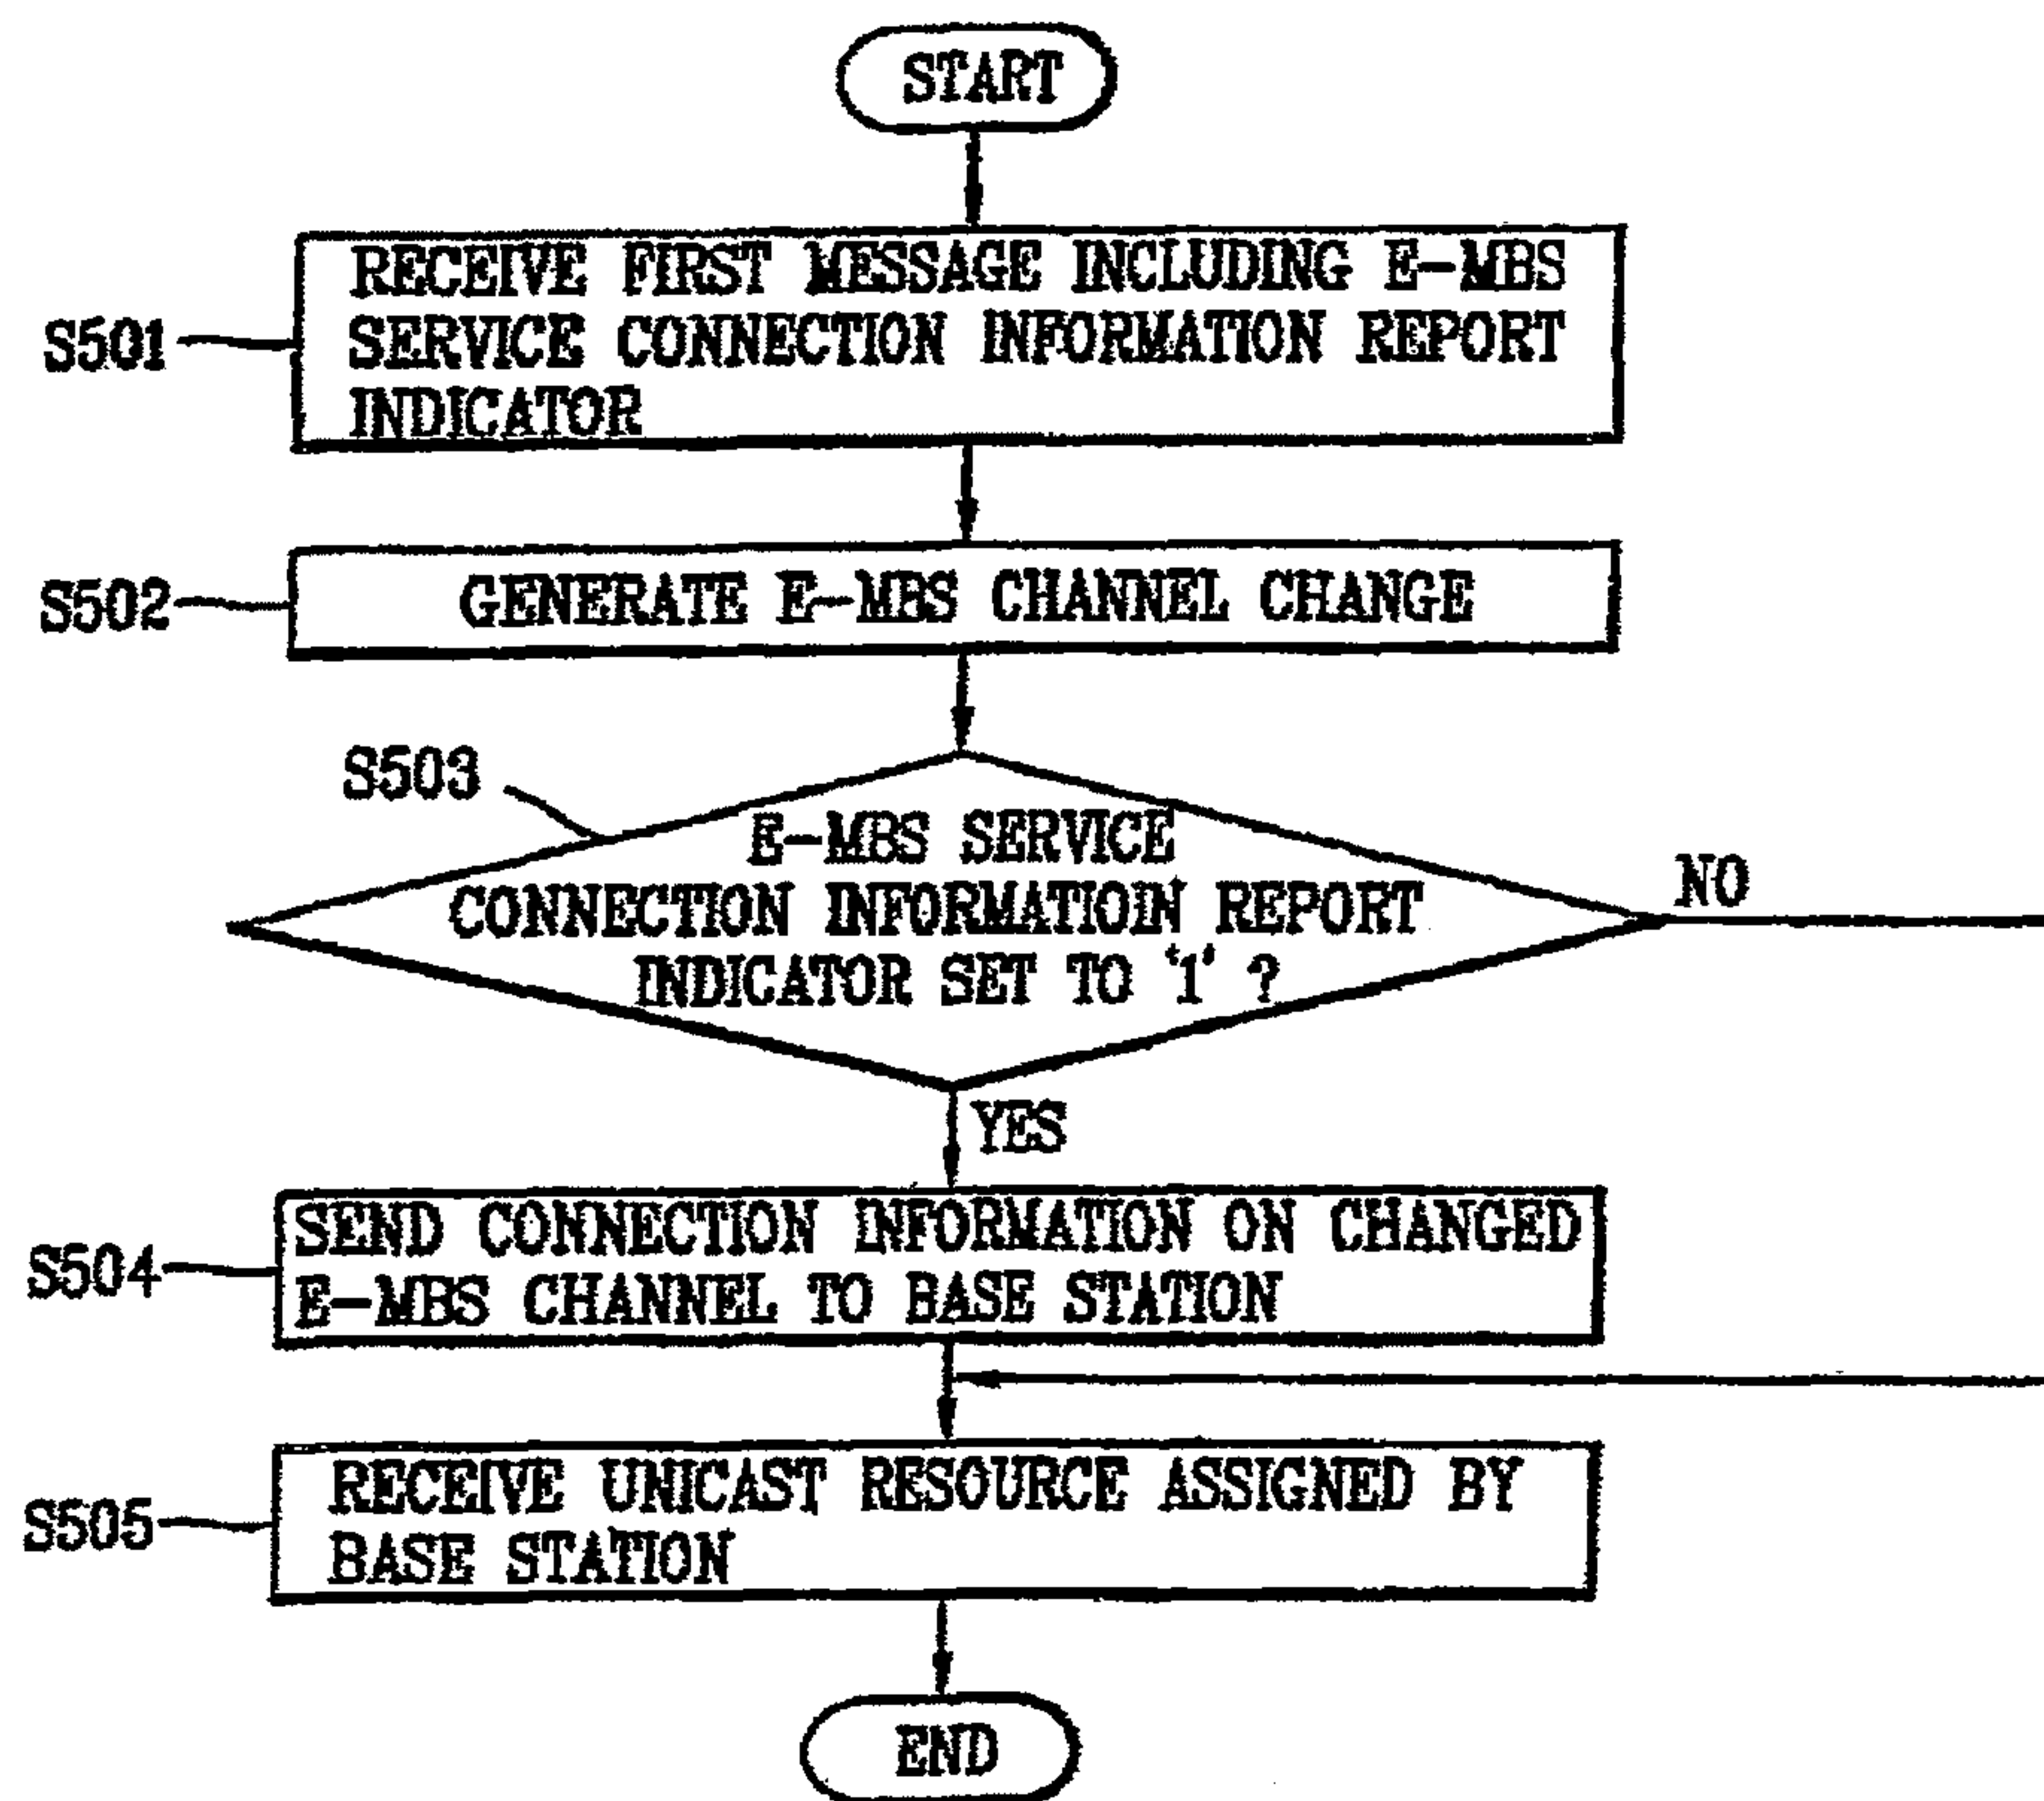 START
S501
RECEIVE FIRST MESSAGE INCLUDING E-MBS
SERVICE CONNECTION INFORMATION REPORT
INDICATOR
S502
GENERATE E-MBS CHANNEL CHANGE
S503
E-MBS SERVICE
CONNECTION INFORMATIOIN REPORT
INDICATOR SET TO '1' ?
NO
YES
S504
SEND CONNECTION INFORMATION ON CHANGED
E-MBS CHANNEL TO BASE STATION
S505
RECEIVE UNICAST RESOURCE ASSIGNED BY
BASE STATION
END